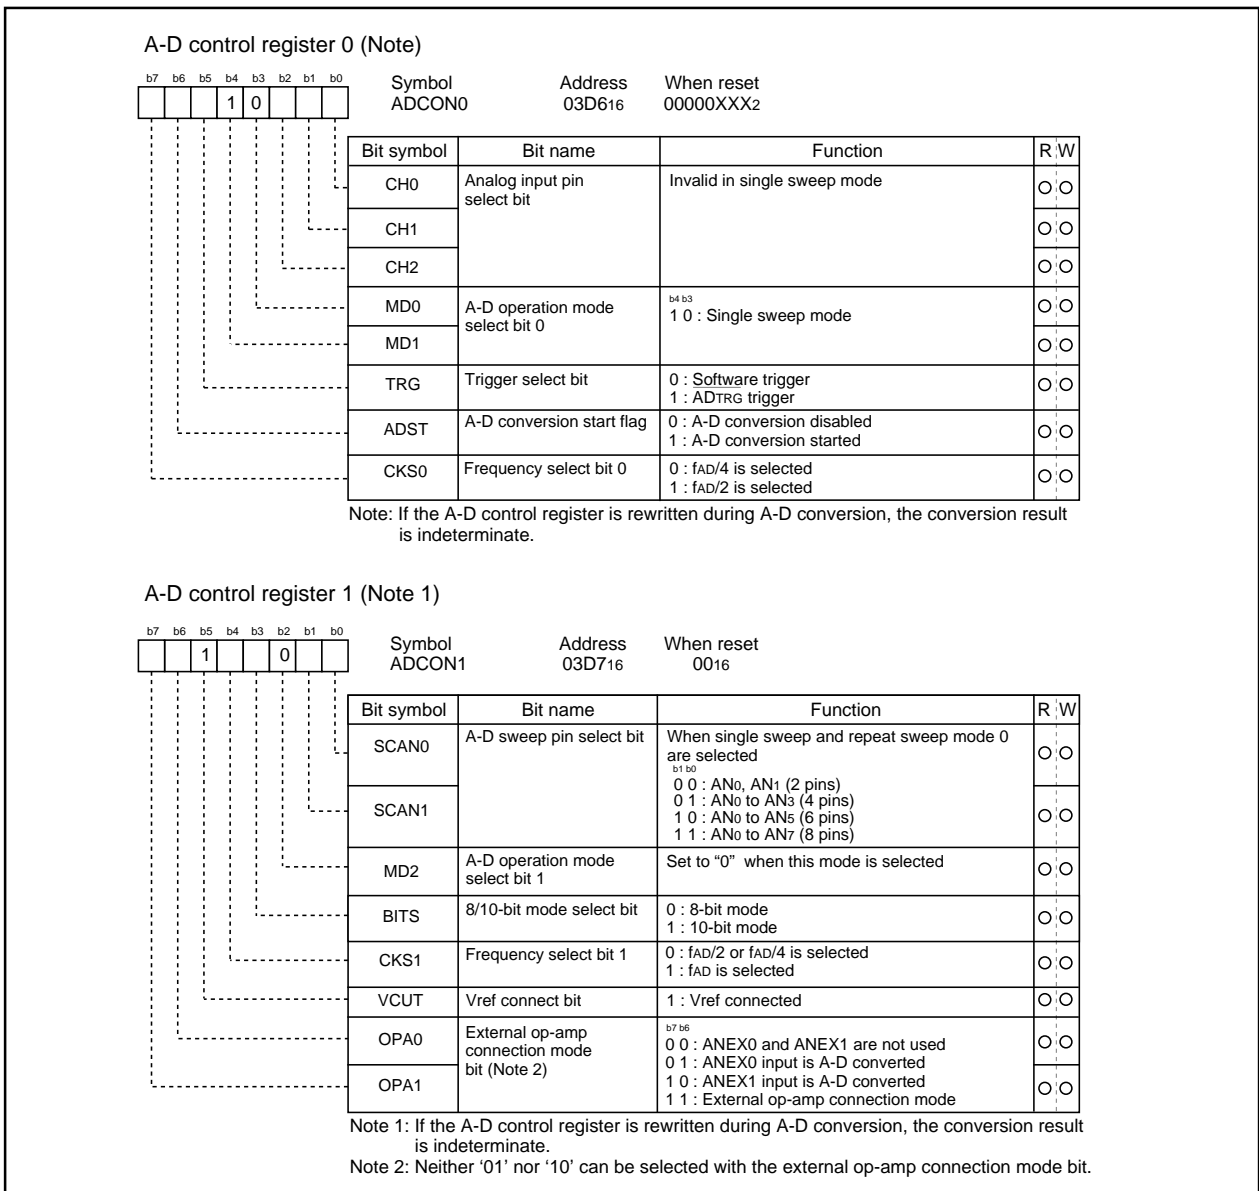 A-D control register 0 (Note)
b7 b6 b5 b4 b3 b2 b1 b0
1 0
Symbol Address When reset
ADCON0 03D616 00000XXX2
Bit symbol Bit name Function R W
CH0 Analog input pin select bit Invalid in single sweep mode
CH1
CH2
MD0 A-D operation mode select bit 0
b4 b3
1 0 : Single sweep mode
MD1
TRG Trigger select bit 0 : Software trigger
1 : ADTRG trigger
ADST A-D conversion start flag 0 : A-D conversion disabled
1 : A-D conversion started
CKS0 Frequency select bit 0 0 : fAD/4 is selected
1 : fAD/2 is selected
Note: If the A-D control register is rewritten during A-D conversion, the conversion result
is indeterminate.
A-D control register 1 (Note 1)
b7 b6 b5 b4 b3 b2 b1 b0
1 0
Symbol Address When reset
ADCON1 03D716 0016
Bit symbol Bit name Function R W
SCAN0 A-D sweep pin select bit When single sweep and repeat sweep mode 0
are selected
b1 b0
0 0 : AN0, AN1 (2 pins)
0 1 : AN0 to AN3 (4 pins)
1 0 : AN0 to AN5 (6 pins)
1 1 : AN0 to AN7 (8 pins)
SCAN1
MD2 A-D operation mode select bit 1 Set to “0” when this mode is selected
BITS 8/10-bit mode select bit 0 : 8-bit mode
1 : 10-bit mode
CKS1 Frequency select bit 1 0 : fAD/2 or fAD/4 is selected
1 : fAD is selected
VCUT Vref connect bit 1 : Vref connected
OPA0 External op-amp connection mode bit (Note 2)
b7 b6
0 0 : ANEX0 and ANEX1 are not used
0 1 : ANEX0 input is A-D converted
1 0 : ANEX1 input is A-D converted
1 1 : External op-amp connection mode
OPA1
Note 1: If the A-D control register is rewritten during A-D conversion, the conversion result
is indeterminate.
Note 2: Neither ‘01’ nor ‘10’ can be selected with the external op-amp connection mode bit.